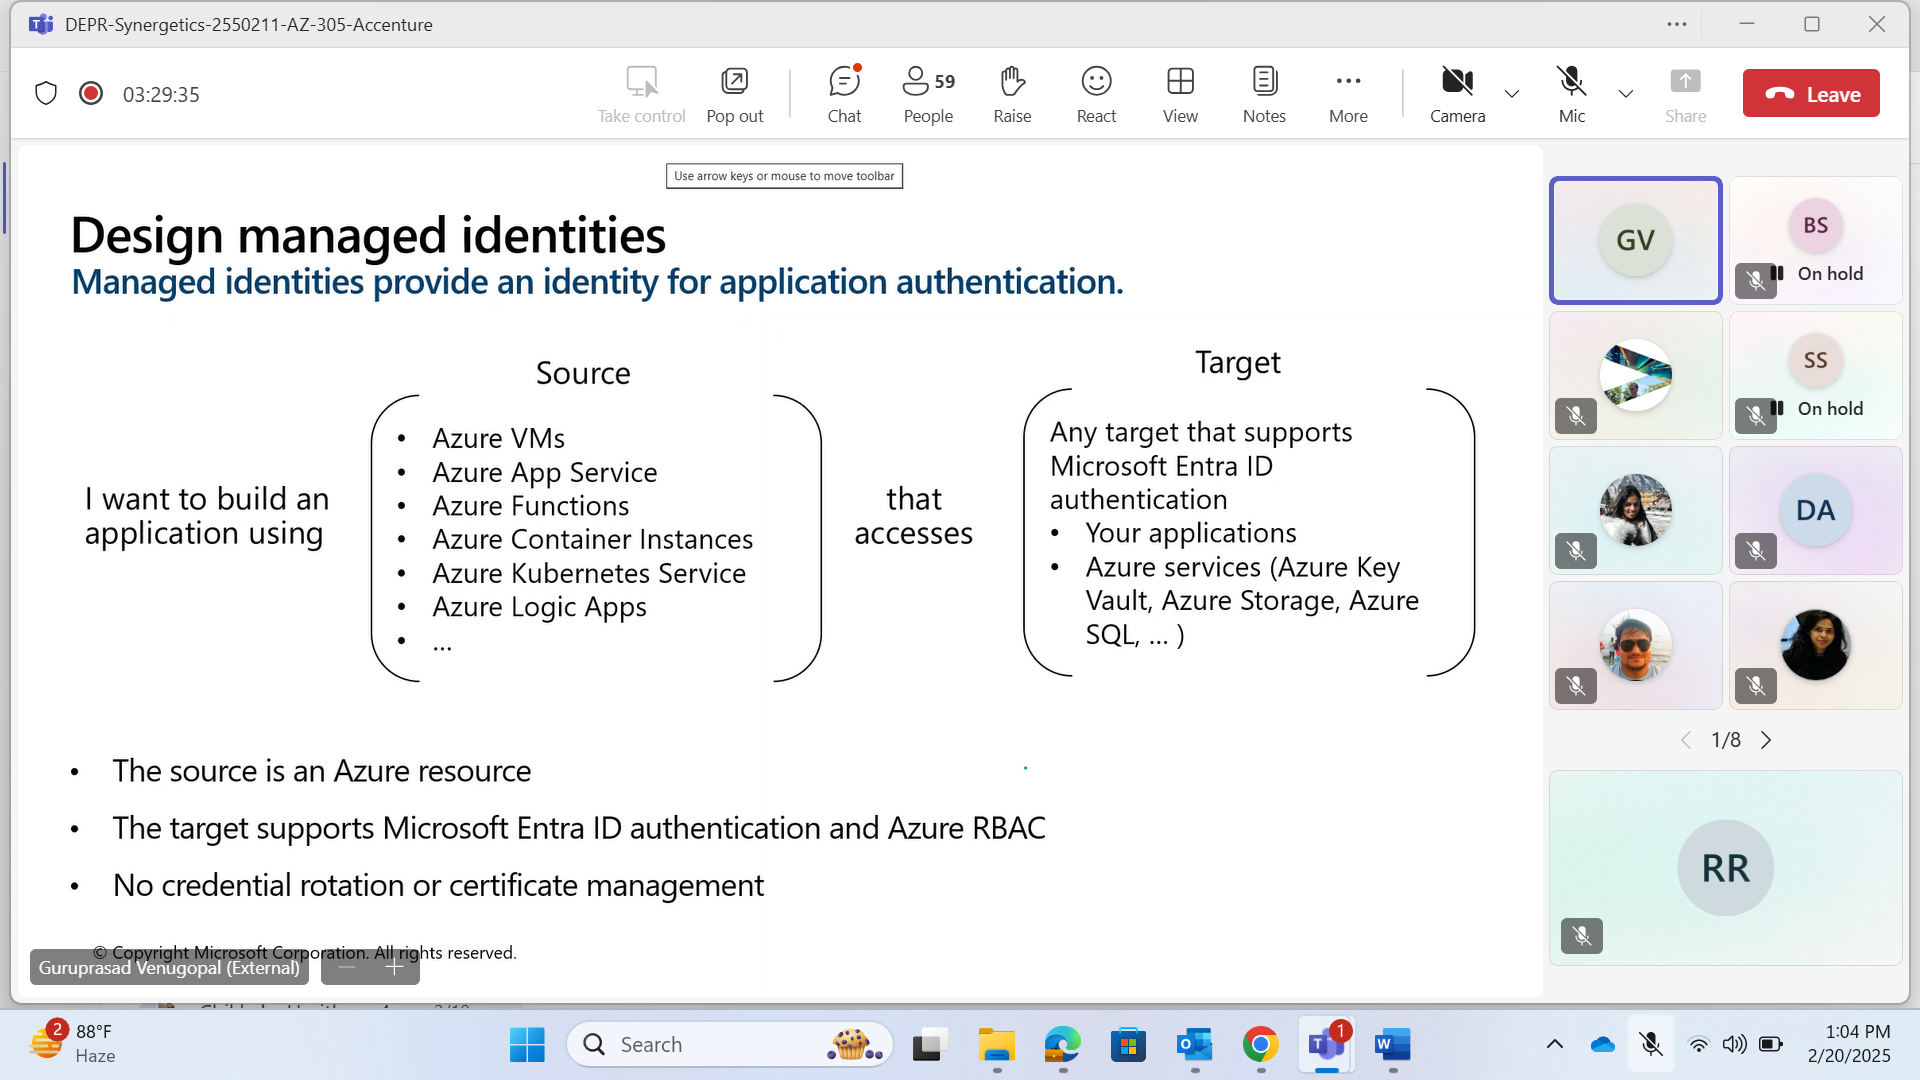 DEPR-Synergetics-2550211-AZ-305-Accenture
03:29:35
Take control
Pop out
Chat
59
People
Raise
React
View
Notes
More
Camera
Mic
Share
Leave
Use arrow keys or mouse to move toolbar
Design managed identities
Managed identities provide an identity for application authentication.
I want to build an
application using
Source
• Azure VMs
• Azure App Service
• Azure Functions
• Azure Container Instances
• Azure Kubernetes Service
• Azure Logic Apps
• ...
that
accesses
Target
Any target that supports
Microsoft Entra ID
authentication
• Your applications
• Azure services (Azure Key
Vault, Azure Storage, Azure
SQL, ... )
• The source is an Azure resource
• The target supports Microsoft Entra ID authentication and Azure RBAC
• No credential rotation or certificate management
© Copyright Microsoft Corporation. All rights reserved.
Guruprasad Venugopal (External)
GV
BS
On hold
SS
On hold
DA
1/8
RR
2
88°F
Haze
Search
1
1:04 PM
2/20/2025